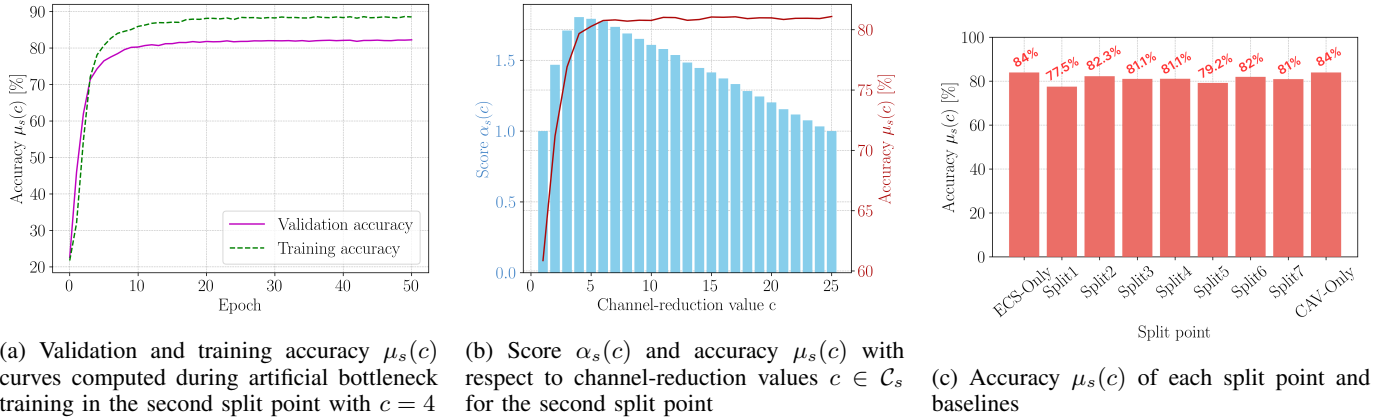 90
80
70
60
50
40
30
20
Accuracy μₛ(c) [%]
Validation accuracy
Training accuracy
0 10 20 30 40 50
Epoch
1.5
1.0
0.5
0.0
Score αₛ(c)
80
75
70
65
60
Accuracy μₛ(c) [%]
0 5 10 15 20 25
Channel-reduction value c
100
80
60
40
20
0
Accuracy μₛ(c) [%]
84% 77.5% 82.3% 81.1% 81.1% 79.2% 82% 81% 84%
ECS-Only Split1 Split2 Split3 Split4 Split5 Split6 Split7 CAV-Only
Split point
(a) Validation and training accuracy μₛ(c)
curves computed during artificial bottleneck
training in the second split point with c = 4
(b) Score αₛ(c) and accuracy μₛ(c) with
respect to channel-reduction values c ∈ 𝒞ₛ
for the second split point
(c) Accuracy μₛ(c) of each split point and
baselines